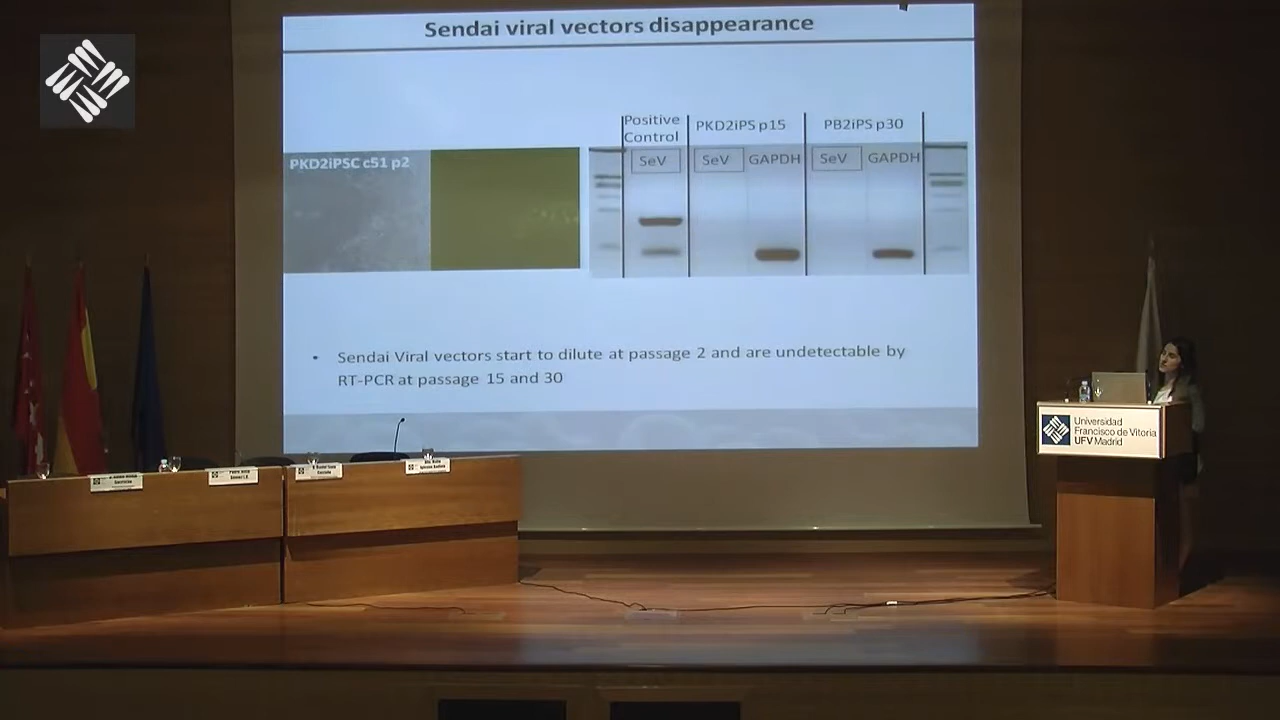 Sendai viral vectors disappearance
Positive
Control
PKD2iPS p15
PB2iPS p30
PKD2iPSC c51 p2
SeV
SeV
GAPDH
SeV
GAPDH
• Sendai Viral vectors start to dilute at passage 2 and are undetectable by
RT-PCR at passage 15 and 30
Universidad
Francisco de Vitoria
UFV Madrid